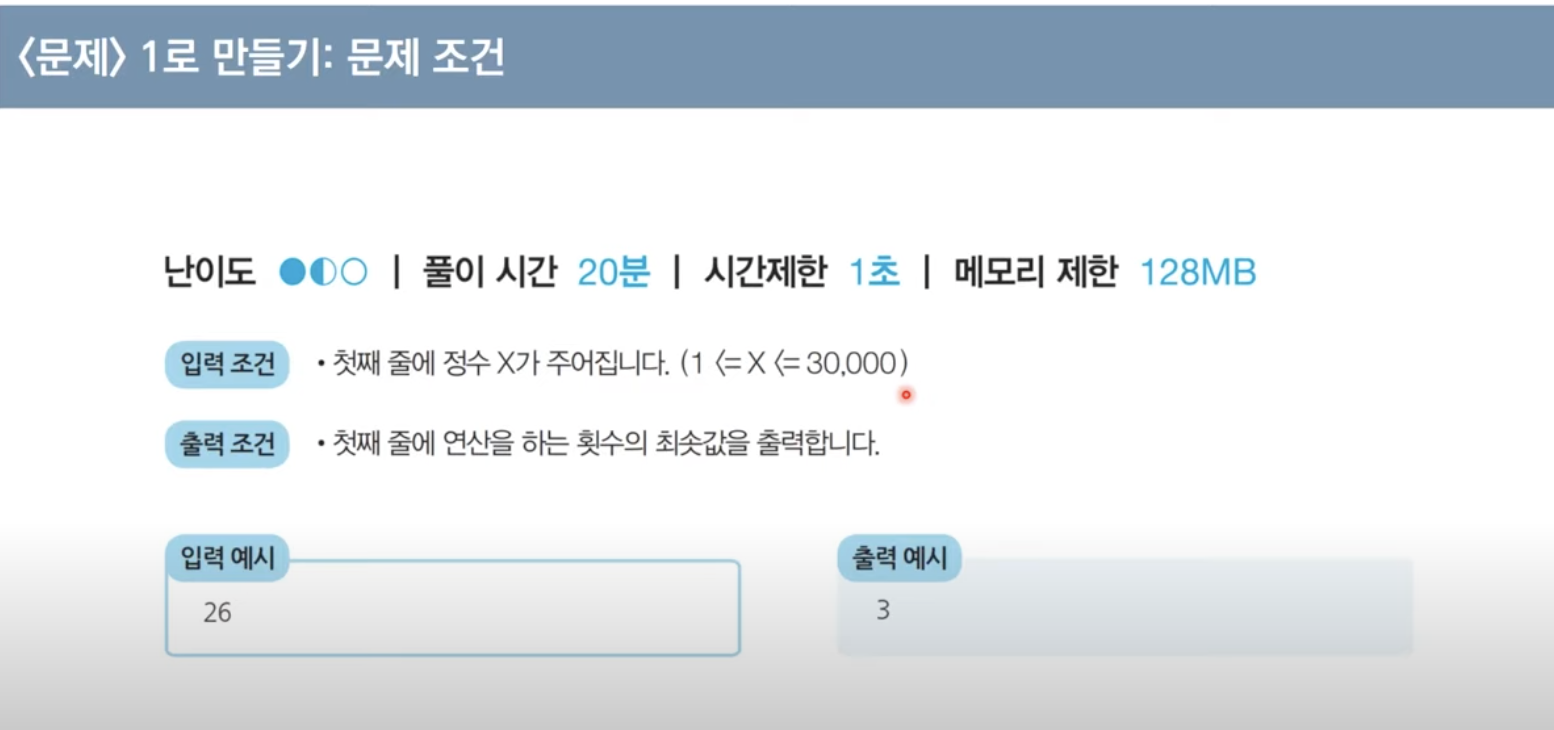 〈문제〉 1로 만들기: 문제 조건
난이도 | 풀이 시간 20분 | 시간제한 1초 | 메모리 제한 128MB
입력 조건 • 첫째 줄에 정수 X가 주어집니다. (1 <= X <= 30,000)
출력 조건 • 첫째 줄에 연산을 하는 횟수의 최솟값을 출력합니다.
입력 예시 출력 예시
26 3